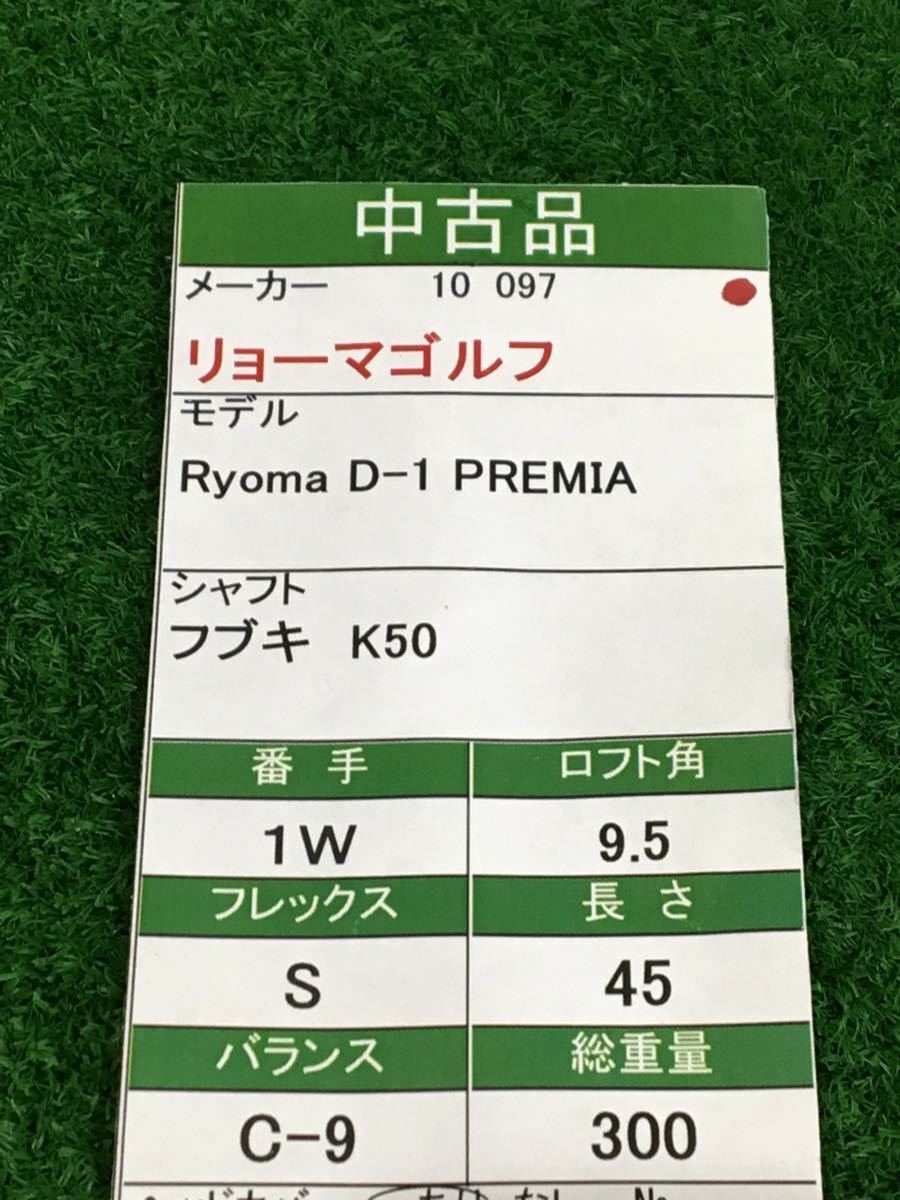 中古品
メーカー 10 097
リョーマゴルフ
モデル
Ryoma D-1 PREMIA
シャフト
フブキ K50
番手 ロフト角
1W 9.5
フレックス 長さ
S 45
バランス 総重量
C-9 300